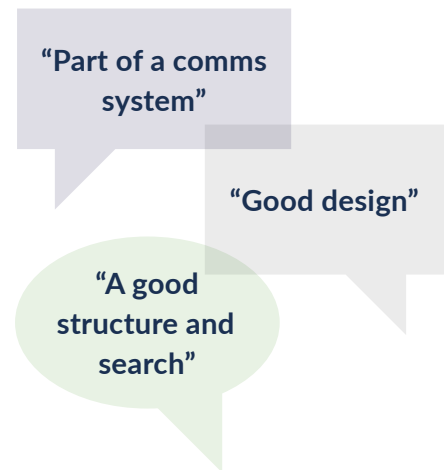 “Part of a comms
system”
“Good design”
“A good
structure and
search”